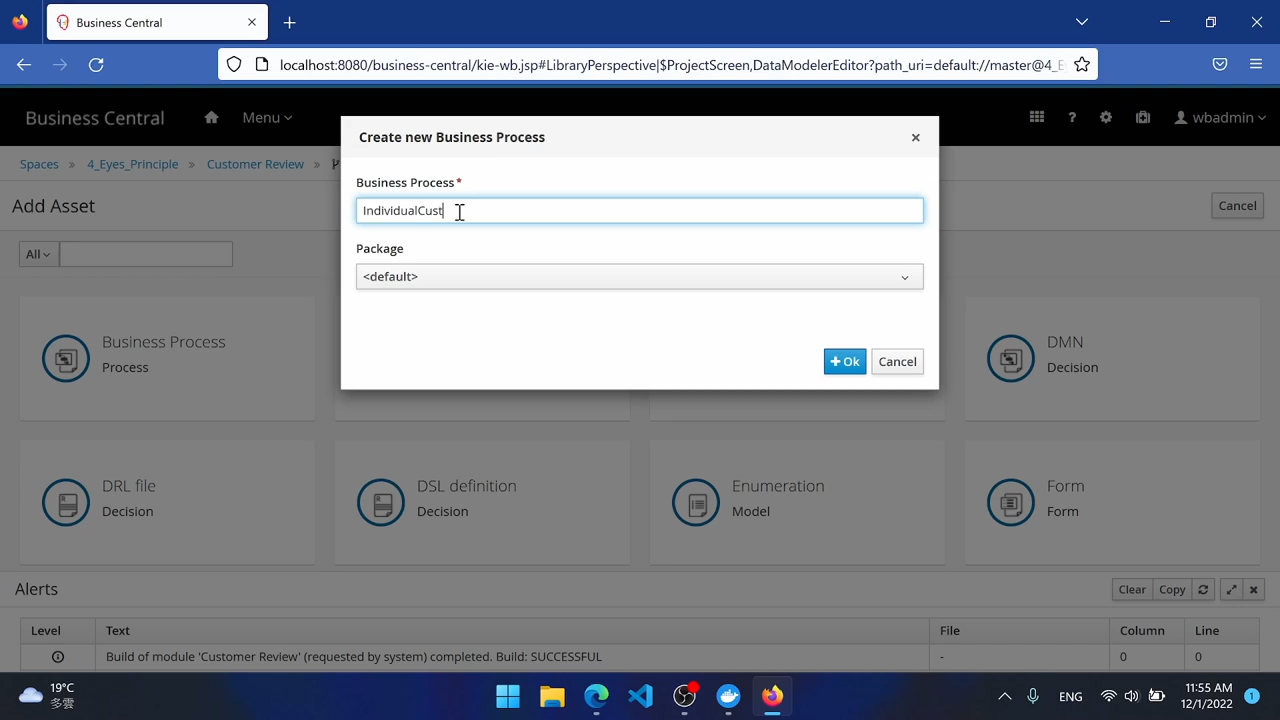 Business Central
localhost:8080/business-central/kie-wb.jsp#LibraryPerspective|$ProjectScreen,DataModelerEditor?path_uri=default://master@4_E
Business Central
Menu
wbadmin
Create new Business Process
Spaces » 4_Eyes_Principle » Customer Review »
Business Process*
Add Asset
Cancel
IndividualCust
All
Package
<default>
Business Process
Process
DMN
Decision
Ok
Cancel
DRL file
Decision
DSL definition
Decision
Enumeration
Model
Form
Form
Alerts
Clear
Copy
Level
Text
File
Column
Line
Build of module 'Customer Review' (requested by system) completed. Build: SUCCESSFUL
-
0
0
19°C
多雲
ENG
11:55 AM
12/1/2022
1